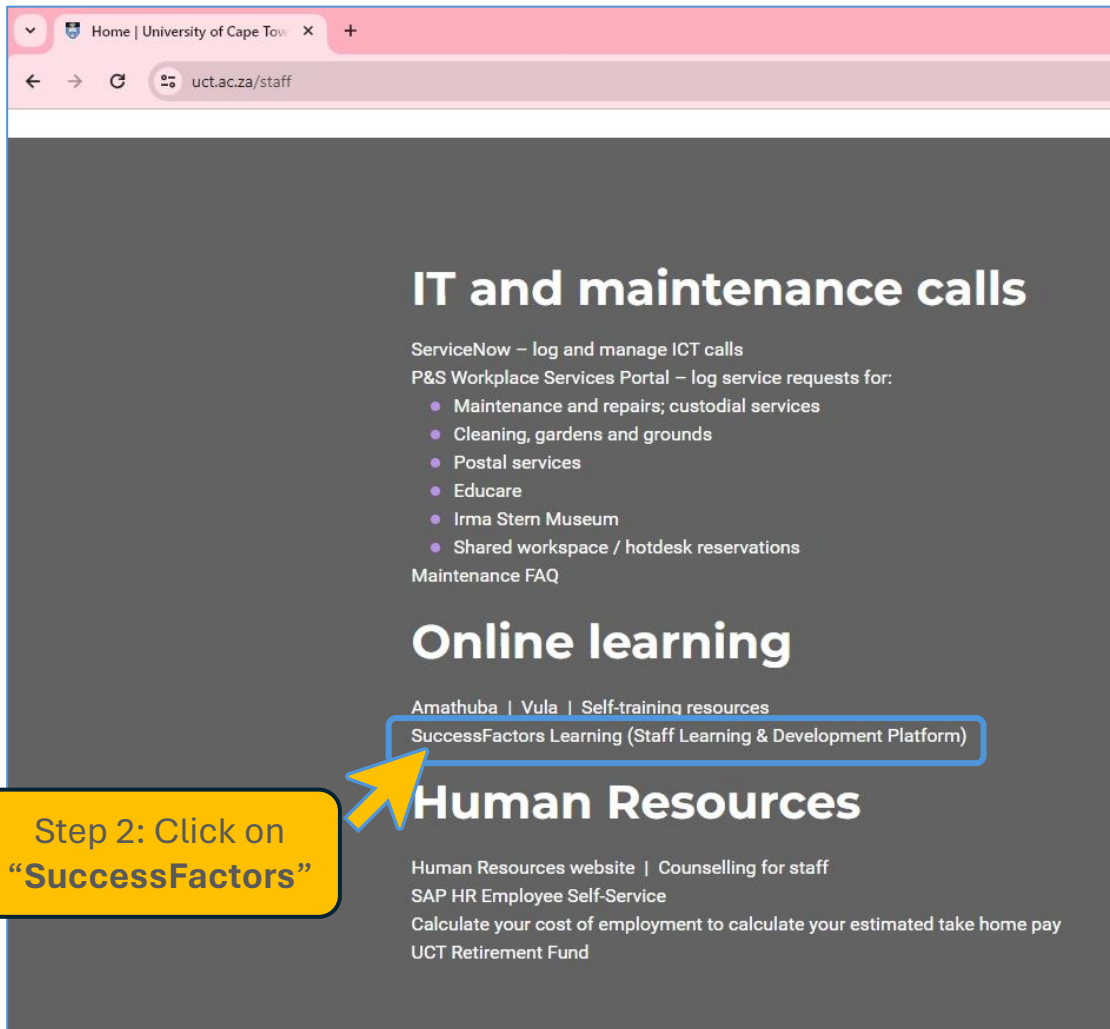 Home | University of Cape Tow
uct.ac.za/staff
IT and maintenance calls
ServiceNow – log and manage ICT calls
P&S Workplace Services Portal – log service requests for:
Maintenance and repairs; custodial services
Cleaning, gardens and grounds
Postal services
Educare
Irma Stern Museum
Shared workspace / hotdesk reservations
Maintenance FAQ
Online learning
Amathuba | Vula | Self-training resources
SuccessFactors Learning (Staff Learning & Development Platform)
Step 2: Click on
“SuccessFactors”
Human Resources
Human Resources website | Counselling for staff
SAP HR Employee Self-Service
Calculate your cost of employment to calculate your estimated take home pay
UCT Retirement Fund